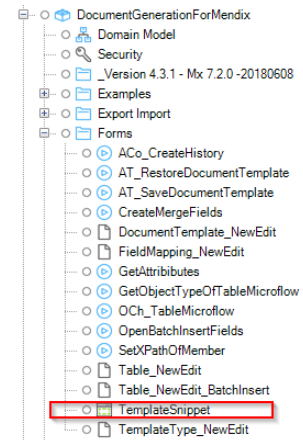 DocumentGenerationForMendix
Domain Model
Security
_Version 4.3.1 - Mx 7.2.0 -20180608
Examples
Export Import
Forms
ACo_CreateHistory
AT_RestoreDocumentTemplate
AT_SaveDocumentTemplate
CreateMergeFields
DocumentTemplate_NewEdit
FieldMapping_NewEdit
GetAttribibutes
GetObjectTypeOfTableMicroflow
OCh_TableMicroflow
OpenBatchInsertFields
SetXPathOfMember
Table_NewEdit
Table_NewEdit_BatchInsert
TemplateSnippet
TemplateType_NewEdit